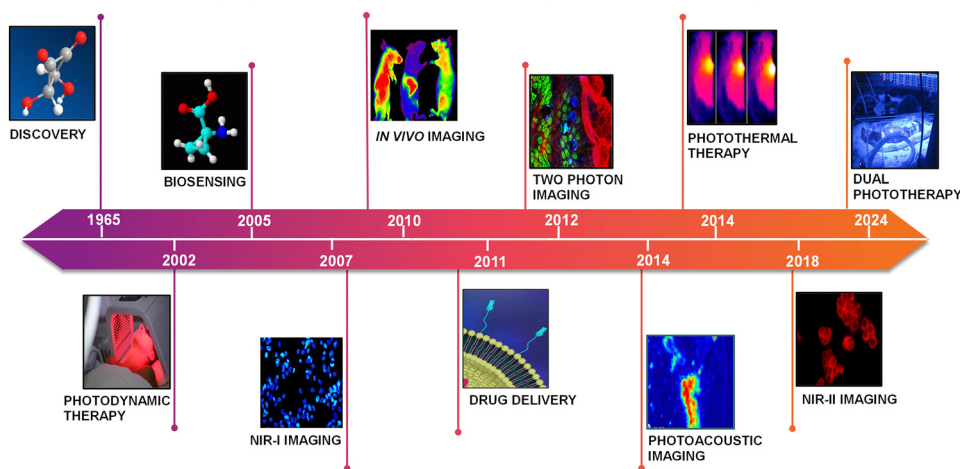 DISCOVERY
BIOSENSING
IN VIVO IMAGING
TWO PHOTON
IMAGING
PHOTOTHERMAL
THERAPY
DUAL
PHOTOTHERAPY
1965
2005
2010
2012
2014
2024
2002
2007
2011
2014
2018
PHOTODYNAMIC
THERAPY
NIR-I IMAGING
DRUG DELIVERY
PHOTOACOUSTIC
IMAGING
NIR-II IMAGING